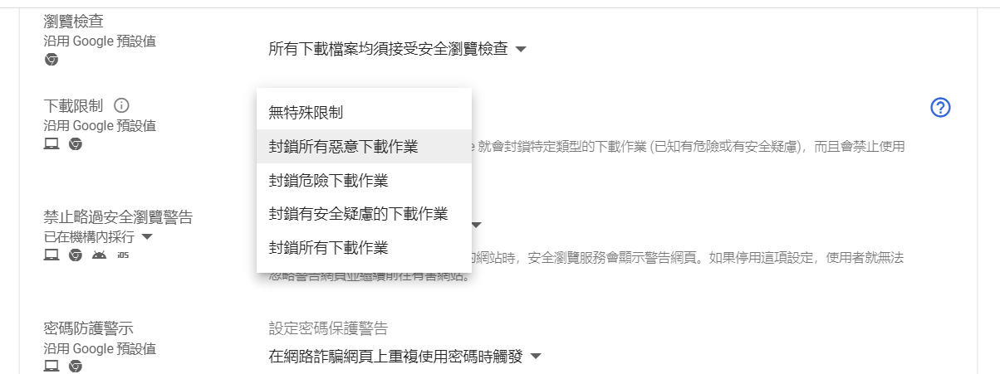 瀏覽檢查
沿用 Google 預設值
所有下載檔案均須接受安全瀏覽檢查
下載限制
沿用 Google 預設值
無特殊限制
封鎖所有惡意下載作業
封鎖危險下載作業
封鎖有安全疑慮的下載作業
封鎖所有下載作業
e 就會封鎖特定類型的下載作業 (已知有危險或有安全疑慮)，而且會禁止使用
禁止略過安全瀏覽警告
已在機構內採行
iOS
的網站時，安全瀏覽服務會顯示警告網頁。如果停用這項設定，使用者就無法
忽略警告網頁並繼續前往有害網站。
密碼防護警示
沿用 Google 預設值
設定密碼保護警告
在網路詐騙網頁上重複使用密碼時觸發